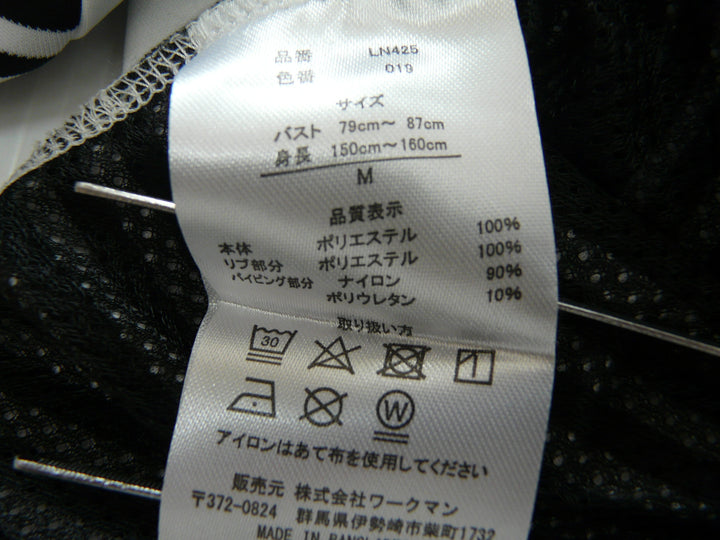 品番 LN425
色番 019
サイズ
バスト 79cm〜 87cm
身長 150cm〜160cm
M
品質表示
本体 ポリエステル 100%
リブ部分 ポリエステル 100%
パイピング部分 ナイロン 90%
ポリウレタン 10%
取り扱い方
30
W
アイロンはあて布を使用してください
販売元 株式会社ワークマン
〒372-0824 群馬県伊勢崎市柴町1732
MADE IN